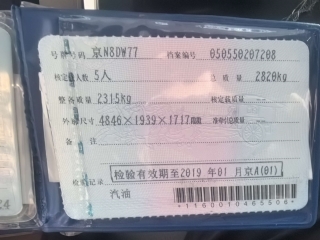 号牌号码 京N8DW77 档案编号 050550207208
核定载人数 5人 总质量 2820kg
整备质量 2315kg 核定载质量 --
外廓尺寸 4846×1939×1717mm 准牵引总质量 --
检验记录 检验有效期至2019年01月京A(01)
汽油
*1160010485508*